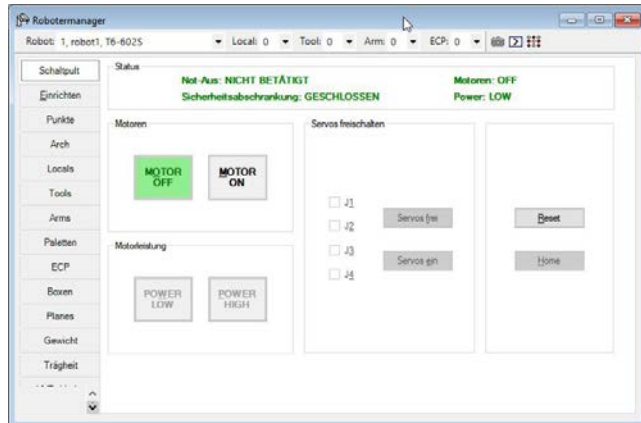 Robotermanager
Robot: 1, robot1, T6-602S Local: 0 Tool: 0 Arm: 0 ECP: 0
Schaltpult
Einrichten
Punkte
Arch
Locals
Tools
Arms
Paletten
ECP
Boxen
Planes
Gewicht
Trägheit
Status
Not-Aus: NICHT BETÄTIGT Motoren: OFF
Sicherheitsabschrankung: GESCHLOSSEN Power: LOW
Motoren
MOTOR OFF
MOTOR ON
Motorleistung
POWER LOW
POWER HIGH
Servos freischalten
J1
J2
J3
J4
Servos frei
Servos ein
Reset
Home